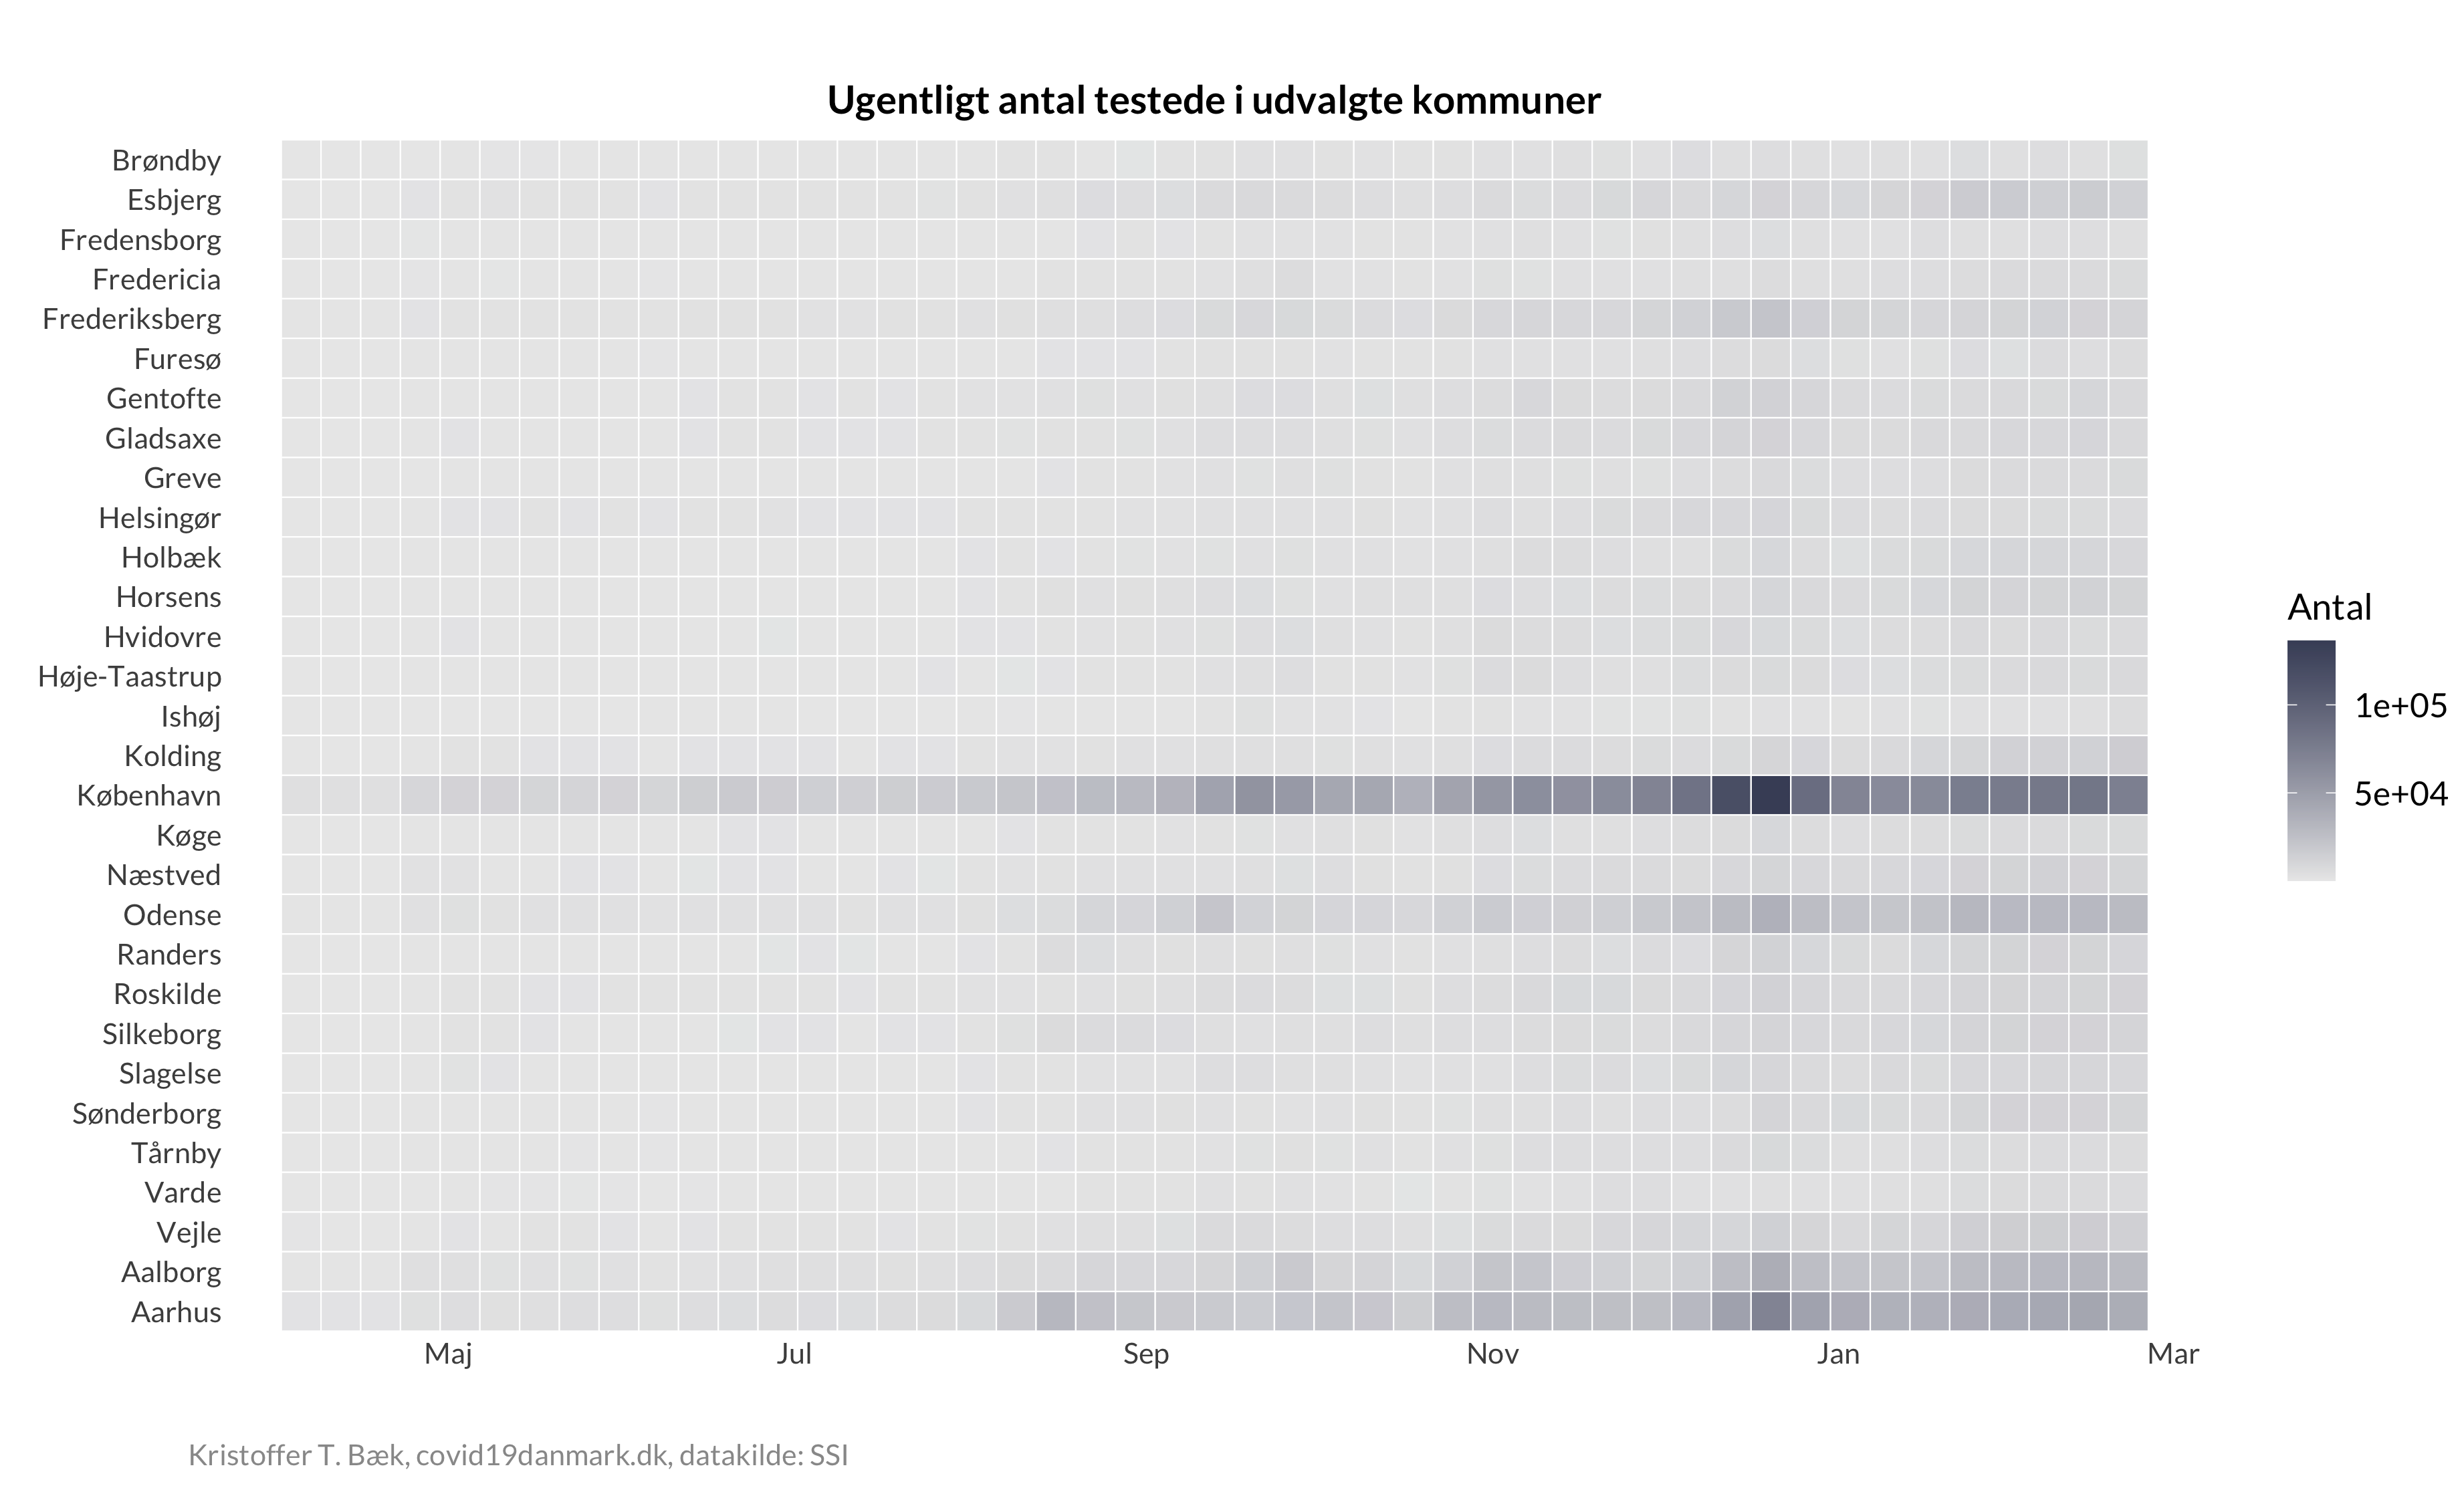 Ugentligt antal testede i udvalgte kommuner
Brøndby
Esbjerg
Fredensborg
Fredericia
Frederiksberg
Furesø
Gentofte
Gladsaxe
Greve
Helsingør
Holbæk
Horsens
Hvidovre
Høje-Taastrup
Ishøj
Kolding
København
Køge
Næstved
Odense
Randers
Roskilde
Silkeborg
Slagelse
Sønderborg
Tårnby
Varde
Vejle
Aalborg
Aarhus
Maj Jul Sep Nov Jan Mar
Antal
1e+05
5e+04
Kristoffer T. Bæk, covid19danmark.dk, datakilde: SSI